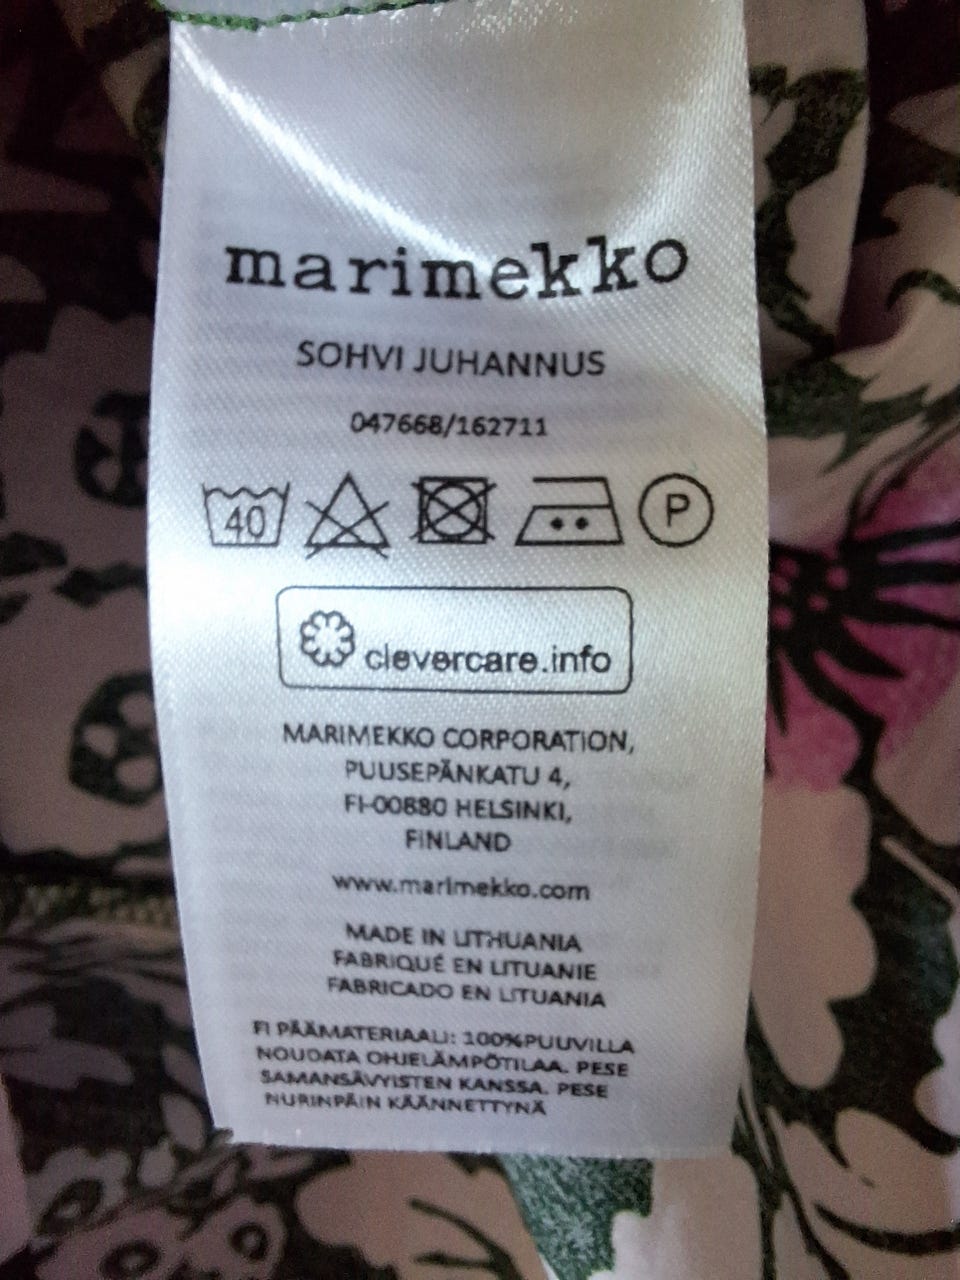 marimekko
SOHVI JUHANNUS
047668/162711
40 P
clevercare.info
MARIMEKKO CORPORATION,
PUUSEPÄNKATU 4,
FI-00880 HELSINKI,
FINLAND
www.marimekko.com
MADE IN LITHUANIA
FABRIQUÉ EN LITUANIE
FABRICADO EN LITUANIA
FI PÄÄMATERIAALI: 100%PUUVILLA
NOUDATA OHJELÄMPÖTILAA. PESE
SAMANSÄVYISTEN KANSSA. PESE
NURINPÄIN KÄÄNNETTYNÄ